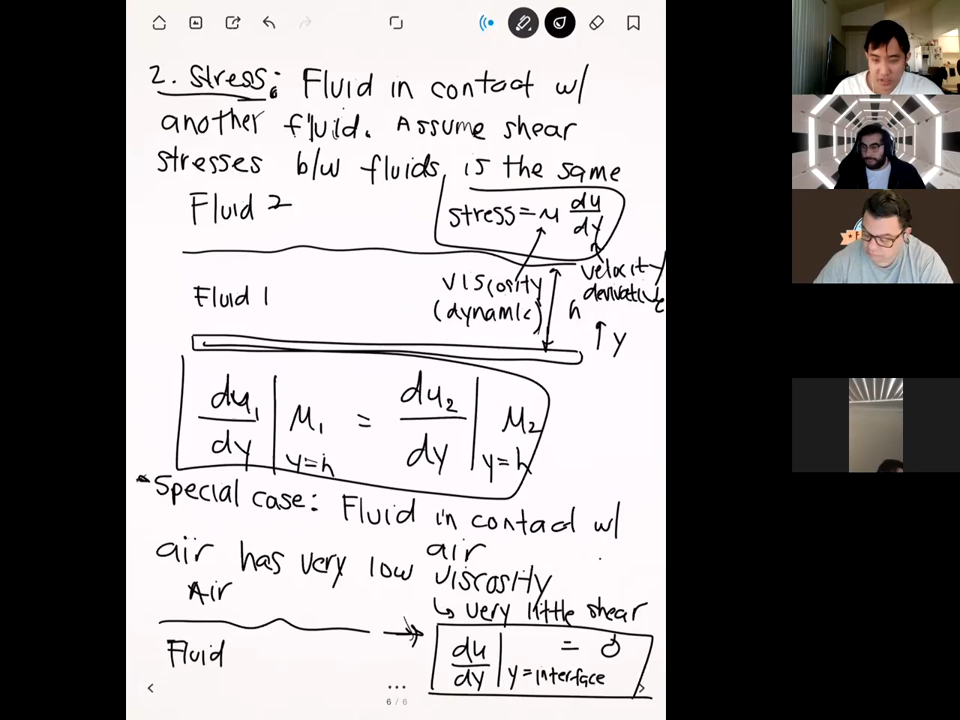 2. Stress: Fluid in contact w/
another fluid. Assume shear
stresses b/w fluids is the same
Fluid 2
stress = μ du/dy
viscosity
(dynamic)
velocity
derivative
Fluid 1
h
↑ y
du₁/dy | y=h μ₁ = du₂/dy | y=h μ₂
Special case: Fluid in contact w/
air has very low air viscosity
Air
↳ very little shear
Fluid
→ du/dy | y=interface = 0
6 / 6